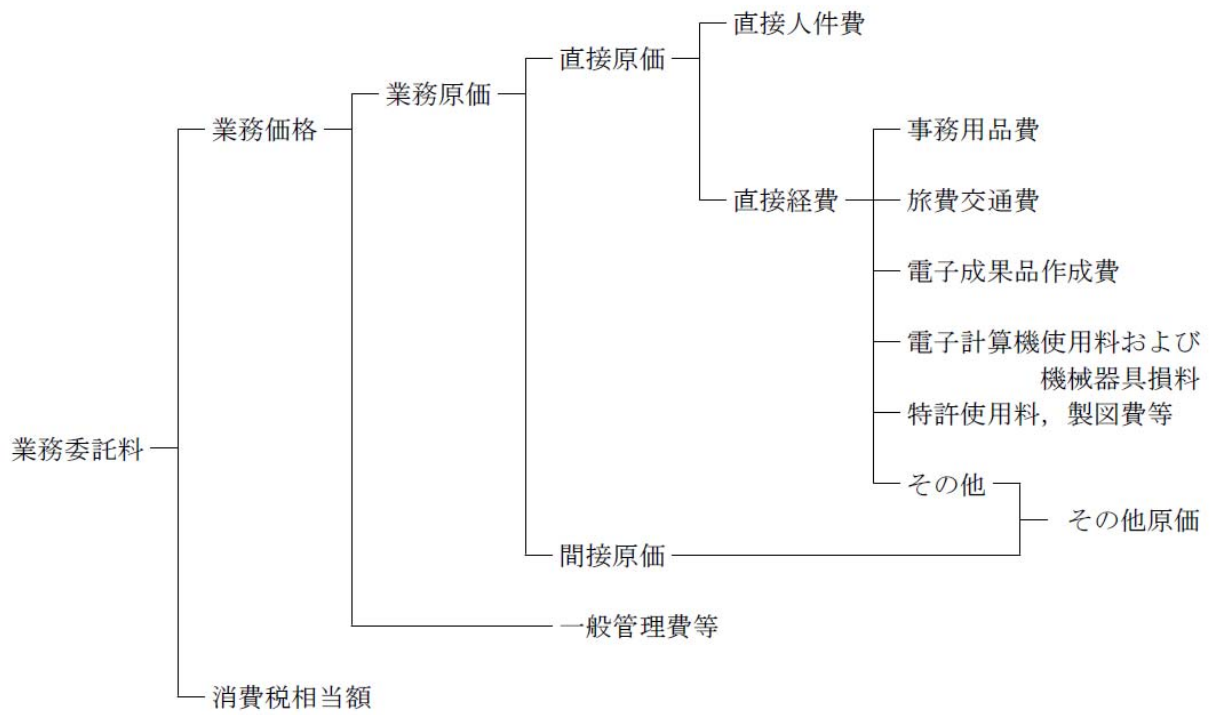 直接人件費
直接原価
業務原価
業務価格
事務用品費
直接経費
旅費交通費
電子成果品作成費
電子計算機使用料および
機械器具損料
特許使用料，製図費等
業務委託料
その他
その他原価
間接原価
一般管理費等
消費税相当額